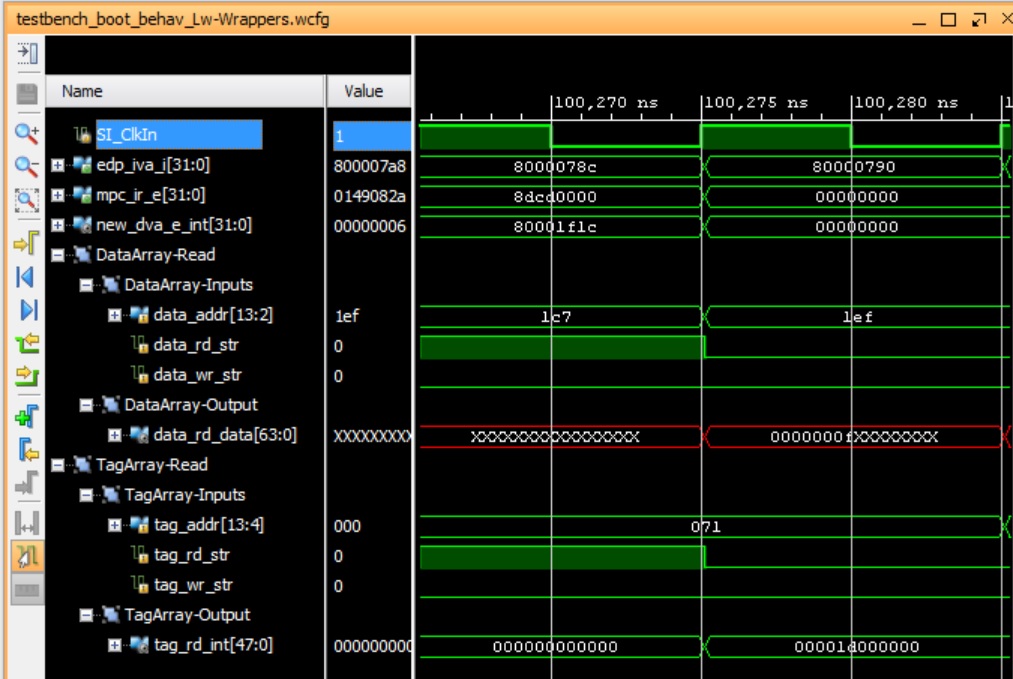 testbench_boot_behav_Lw-Wrappers.wcfg
Name Value
100,270 ns 100,275 ns 100,280 ns 1
SI_ClkIn 1
edp_iva_i[31:0] 800007a8 8000078c 80000790
mpc_ir_e[31:0] 0149082a 8dcd0000 00000000
new_dva_e_int[31:0] 00000006 80001f1c 00000000
DataArray-Read
DataArray-Inputs
data_addr[13:2] 1ef 1c7 1ef
data_rd_str 0
data_wr_str 0
DataArray-Output
data_rd_data[63:0] XXXXXXXXX XXXXXXXXXXXXXXXX 0000000fXXXXXXXX
TagArray-Read
TagArray-Inputs
tag_addr[13:4] 000 071
tag_rd_str 0
tag_wr_str 0
TagArray-Output
tag_rd_int[47:0] 000000000 000000000000 00001d000000